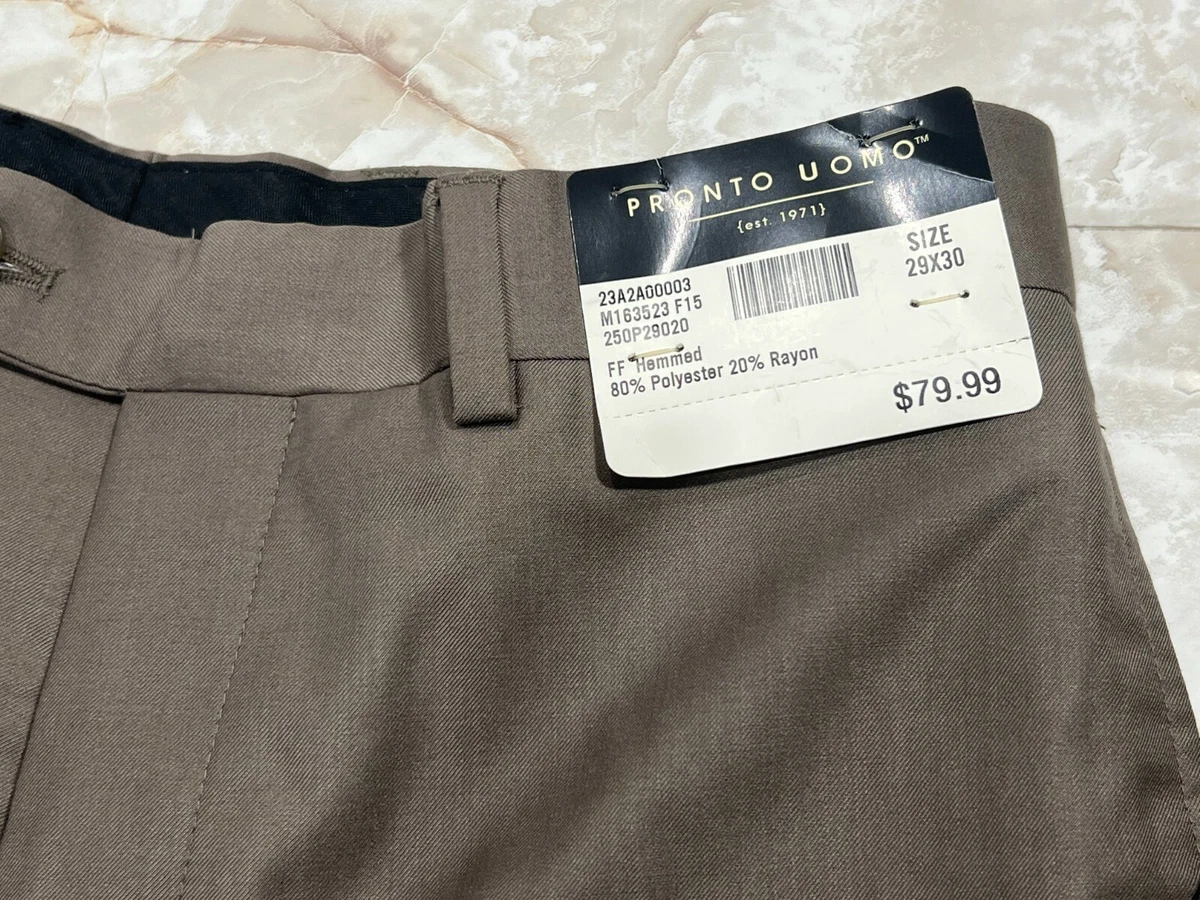 PRONTO UOMO™
{est. 1971}
SIZE
29X30
23A2A00003
M163523 F15
250P29020
FF Hemmed
80% Polyester 20% Rayon
$79.99